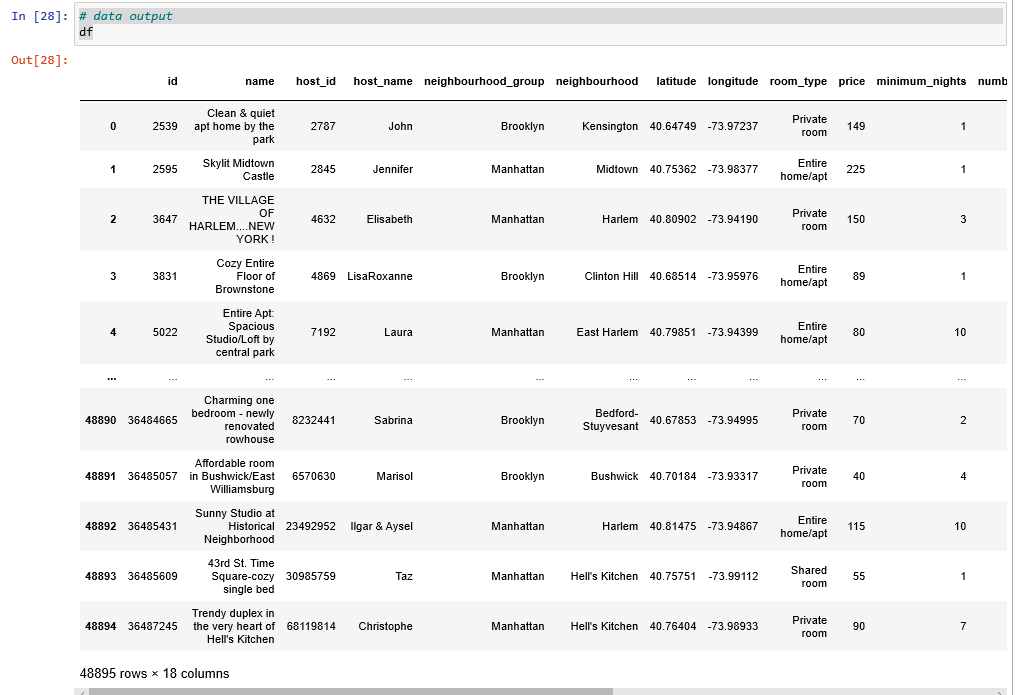 In [28]: # data output
df
Out[28]:
id name host_id host_name neighbourhood_group neighbourhood latitude longitude room_type price minimum_nights numb
0 2539 Clean & quiet apt home by the park 2787 John Brooklyn Kensington 40.64749 -73.97237 Private room 149 1
1 2595 Skylit Midtown Castle 2845 Jennifer Manhattan Midtown 40.75362 -73.98377 Entire home/apt 225 1
2 3647 THE VILLAGE OF HARLEM....NEW YORK ! 4632 Elisabeth Manhattan Harlem 40.80902 -73.94190 Private room 150 3
3 3831 Cozy Entire Floor of Brownstone 4869 LisaRoxanne Brooklyn Clinton Hill 40.68514 -73.95976 Entire home/apt 89 1
4 5022 Entire Apt: Spacious Studio/Loft by central park 7192 Laura Manhattan East Harlem 40.79851 -73.94399 Entire home/apt 80 10
... ... ... ... ... ... ... ... ... ... ... ...
48890 36484665 Charming one bedroom - newly renovated rowhouse 8232441 Sabrina Brooklyn Bedford-Stuyvesant 40.67853 -73.94995 Private room 70 2
48891 36485057 Affordable room in Bushwick/East Williamsburg 6570630 Marisol Brooklyn Bushwick 40.70184 -73.93317 Private room 40 4
48892 36485431 Sunny Studio at Historical Neighborhood 23492952 Ilgar & Aysel Manhattan Harlem 40.81475 -73.94867 Entire home/apt 115 10
48893 36485609 43rd St. Time Square-cozy single bed 30985759 Taz Manhattan Hell's Kitchen 40.75751 -73.99112 Shared room 55 1
48894 36487245 Trendy duplex in the very heart of Hell's Kitchen 68119814 Christophe Manhattan Hell's Kitchen 40.76404 -73.98933 Private room 90 7
48895 rows × 18 columns